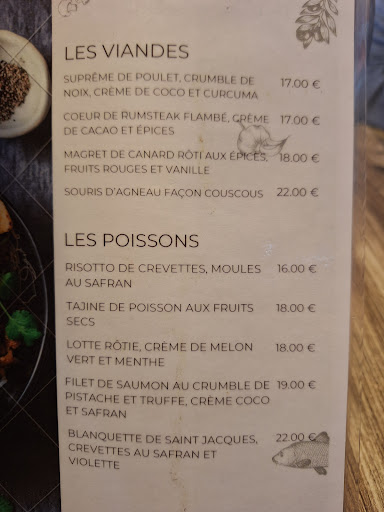 LES VIANDES
SUPRÊME DE POULET, CRUMBLE DE 17.00 €
NOIX, CRÈME DE COCO ET CURCUMA
COEUR DE RUMSTEAK FLAMBÉ, CRÈME 17.00 €
DE CACAO ET ÉPICES
MAGRET DE CANARD RÔTI AUX ÉPICES, 18.00 €
FRUITS ROUGES ET VANILLE
SOURIS D'AGNEAU FAÇON COUSCOUS 22.00 €
LES POISSONS
RISOTTO DE CREVETTES, MOULES 16.00 €
AU SAFRAN
TAJINE DE POISSON AUX FRUITS 18.00 €
SECS
LOTTE RÔTIE, CRÈME DE MELON 18.00 €
VERT ET MENTHE
FILET DE SAUMON AU CRUMBLE DE 19.00 €
PISTACHE ET TRUFFE, CRÈME COCO
ET SAFRAN
BLANQUETTE DE SAINT JACQUES, 22.00 €
CREVETTES AU SAFRAN ET
VIOLETTE